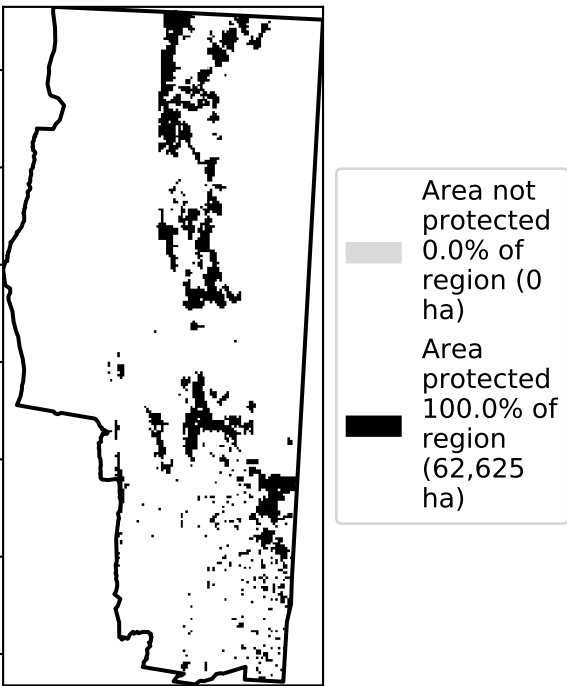 Area not
protected
0.0% of
region (0
ha)
Area
protected
100.0% of
region
(62,625
ha)